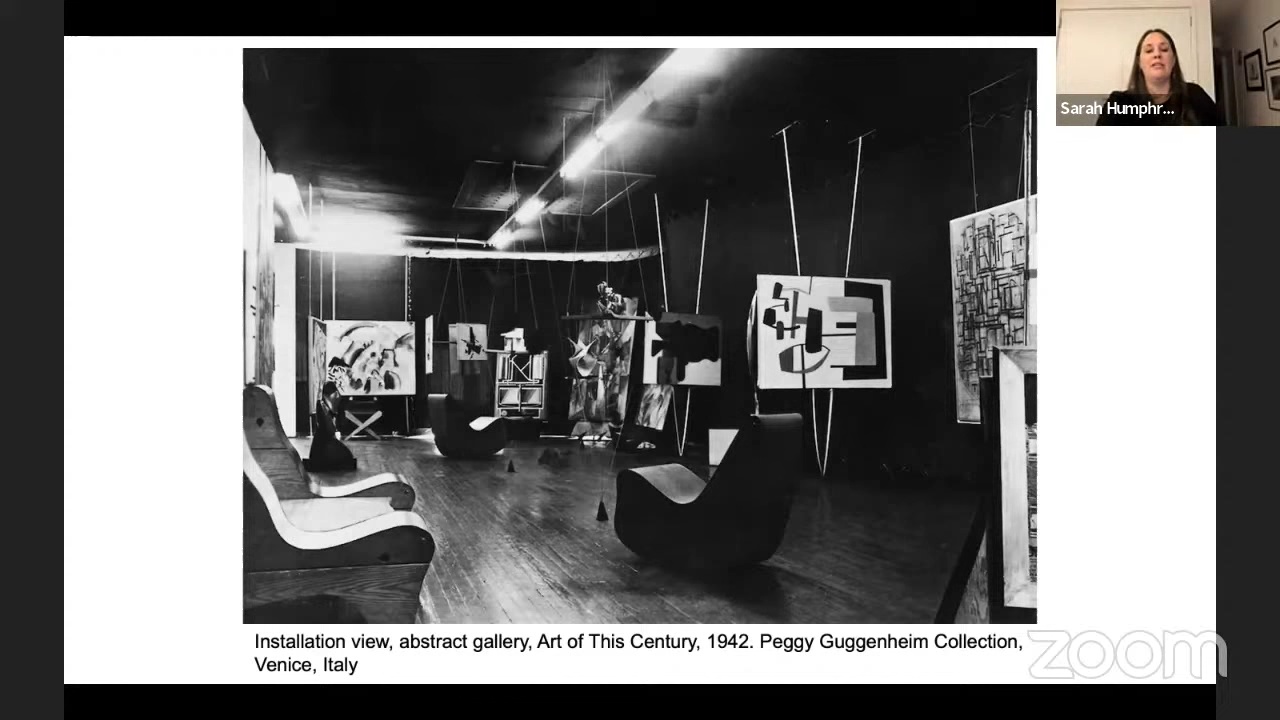 Sarah Humphr...
Installation view, abstract gallery, Art of This Century, 1942. Peggy Guggenheim Collection,
Venice, Italy
zoom